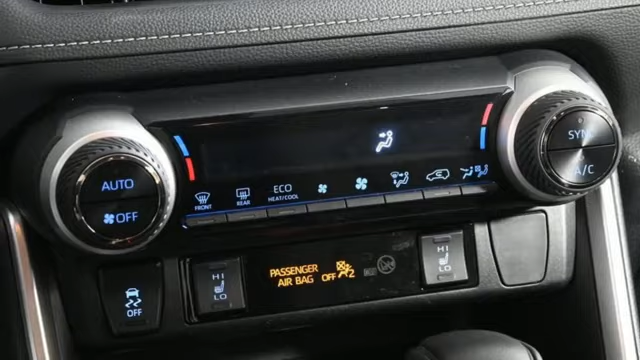 AUTO
OFF
FRONT
REAR
ECO
HEAT/COOL
SYNC
A/C
OFF
HI
LO
PASSENGER
AIR BAG OFF 2
HI
LO